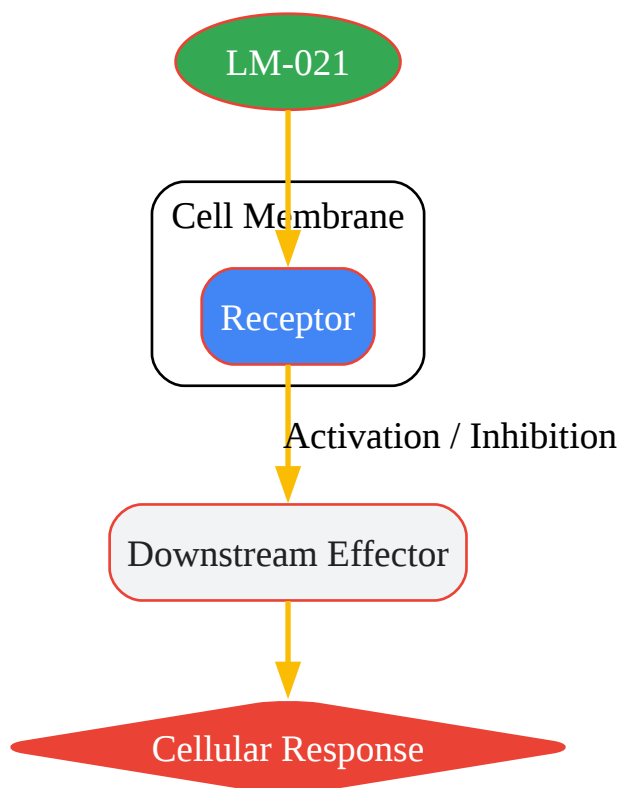 LM-021
Cell Membrane
Receptor
Activation / Inhibition
Downstream Effector
Cellular Response